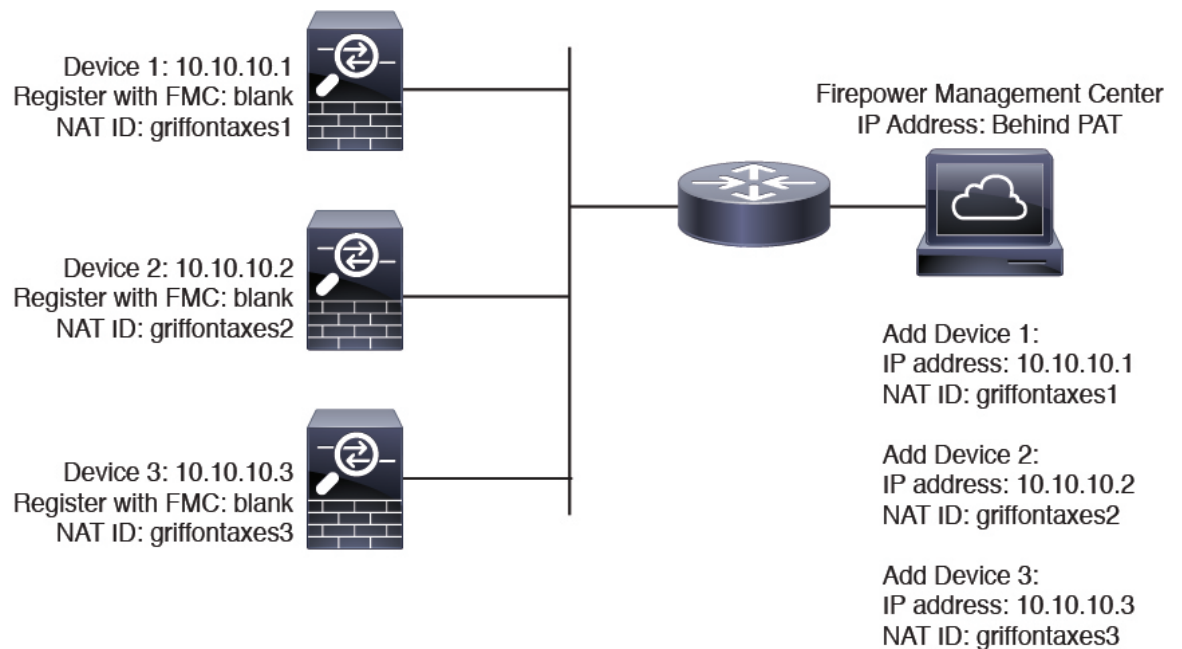 Device 1: 10.10.10.1
Register with FMC: blank
NAT ID: griffontaxes1
Device 2: 10.10.10.2
Register with FMC: blank
NAT ID: griffontaxes2
Device 3: 10.10.10.3
Register with FMC: blank
NAT ID: griffontaxes3
Firepower Management Center
IP Address: Behind PAT
Add Device 1:
IP address: 10.10.10.1
NAT ID: griffontaxes1
Add Device 2:
IP address: 10.10.10.2
NAT ID: griffontaxes2
Add Device 3:
IP address: 10.10.10.3
NAT ID: griffontaxes3